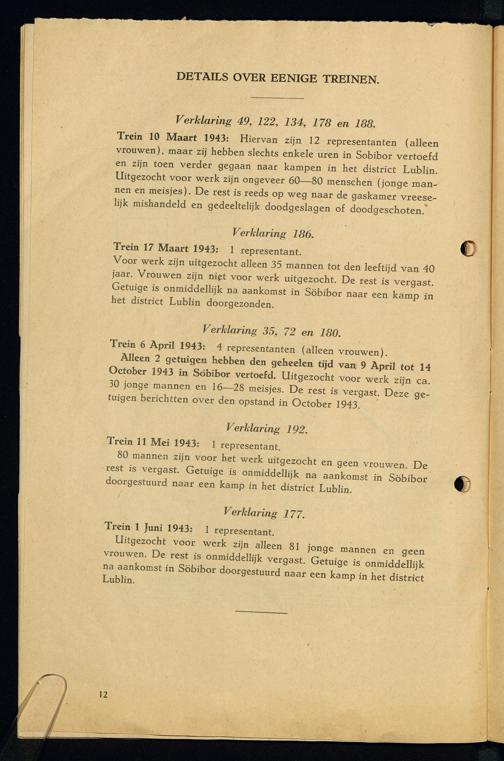 DETAILS OVER EENIGE TREINEN.
Verklaring 49, 122, 134, 178 en 188.
Trein 10 Maart 1943: Hiervan zijn 12 representanten (alleen
vrouwen), maar zij hebben slechts enkele uren in Sobibor vertoefd
en zijn toen verder gegaan naar kampen in het district Lublin.
Uitgezocht voor werk zijn ongeveer 60—80 menschen (jonge man-
nen en meisjes). De rest is reeds op weg naar de gaskamer vreese-
lijk mishandeld en gedeeltelijk doodgeslagen of doodgeschoten.
Verklaring 186.
Trein 17 Maart 1943: 1 representant.
Voor werk zijn uitgezocht alleen 35 mannen tot den leeftijd van 40
jaar. Vrouwen zijn niet voor werk uitgezocht. De rest is vergast.
Getuige is onmiddellijk na aankomst in Söbibor naar een kamp in
het district Lublin doorgezonden.
Verklaring 35, 72 en 180.
Trein 6 April 1943: 4 representanten (alleen vrouwen).
Alleen 2 getuigen hebben den geheelen tijd van 9 April tot 14
October 1943 in Söbibor vertoefd. Uitgezocht voor werk zijn ca.
30 jonge mannen en 16—28 meisjes. De rest is vergast. Deze ge-
tuigen berichtten over den opstand in October 1943.
Verklaring 192.
Trein 11 Mei 1943: 1 representant.
80 mannen zijn voor het werk uitgezocht en geen vrouwen. De
rest is vergast. Getuige is onmiddellijk na aankomst in Söbibor
doorgestuurd naar een kamp in het district Lublin.
Verklaring 177.
Trein 1 Juni 1943: 1 representant.
Uitgezocht voor werk zijn alleen 81 jonge mannen en geen
vrouwen. De rest is onmiddellijk vergast. Getuige is onmiddellijk
na aankomst in Söbibor doorgestuurd naar een kamp in het district
Lublin.
12